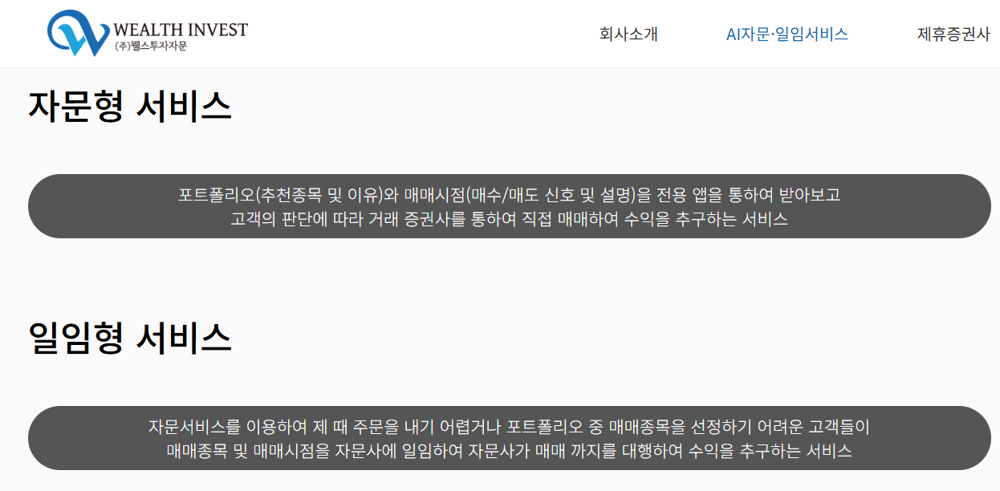 WEALTH INVEST
(주)웰스투자자문
회사소개
AI자문·일임서비스
제휴증권사
자문형 서비스
포트폴리오(추천종목 및 이유)와 매매시점(매수/매도 신호 및 설명)을 전용 앱을 통하여 받아보고
고객의 판단에 따라 거래 증권사를 통하여 직접 매매하여 수익을 추구하는 서비스
일임형 서비스
자문서비스를 이용하여 제 때 주문을 내기 어렵거나 포트폴리오 중 매매종목을 선정하기 어려운 고객들이
매매종목 및 매매시점을 자문사에 일임하여 자문사가 매매 까지를 대행하여 수익을 추구하는 서비스